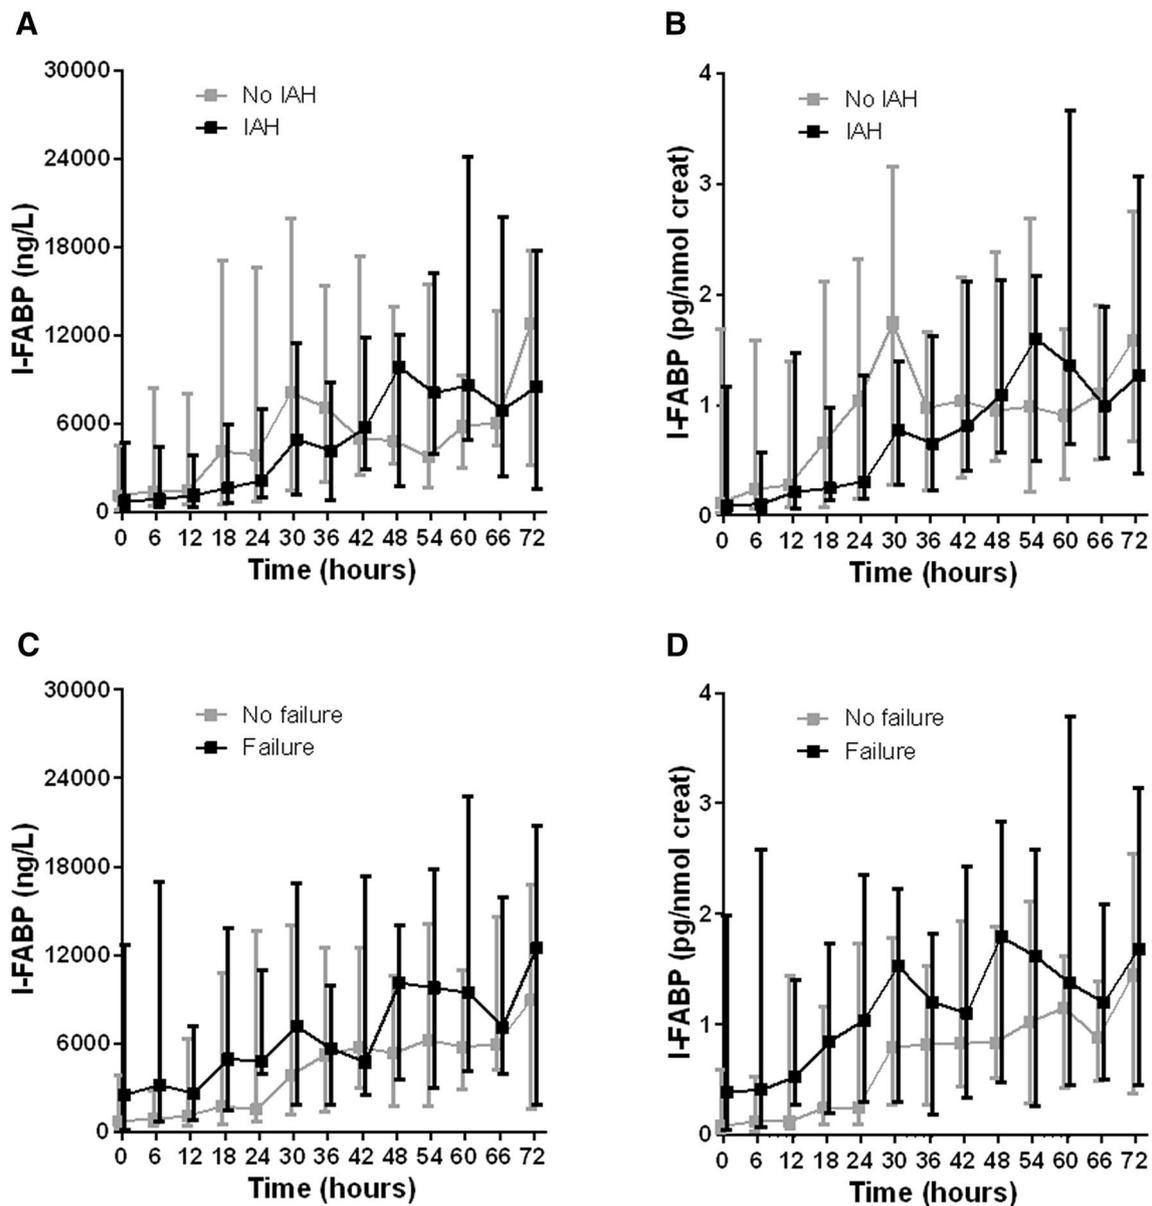 A
30000
24000
18000
12000
6000
0
I-FABP (ng/L)
No IAH
IAH
0 6 12 18 24 30 36 42 48 54 60 66 72
Time (hours)
B
4
3
2
1
0
I-FABP (pg/nmol creat)
No IAH
IAH
0 6 12 18 24 30 36 42 48 54 60 66 72
Time (hours)
C
30000
24000
18000
12000
6000
0
I-FABP (ng/L)
No failure
Failure
0 6 12 18 24 30 36 42 48 54 60 66 72
Time (hours)
D
4
3
2
1
0
I-FABP (pg/nmol creat)
No failure
Failure
0 6 12 18 24 30 36 42 48 54 60 66 72
Time (hours)